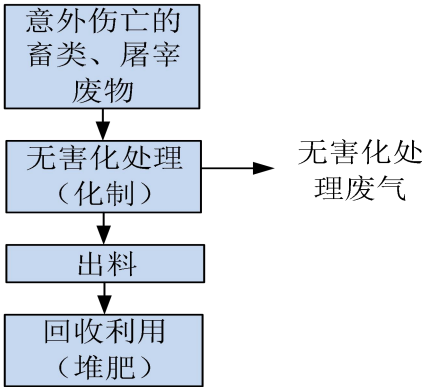 意外伤亡的
畜类、屠宰
废物
无害化处理
（化制）
无害化处
理废气
出料
回收利用
（堆肥）